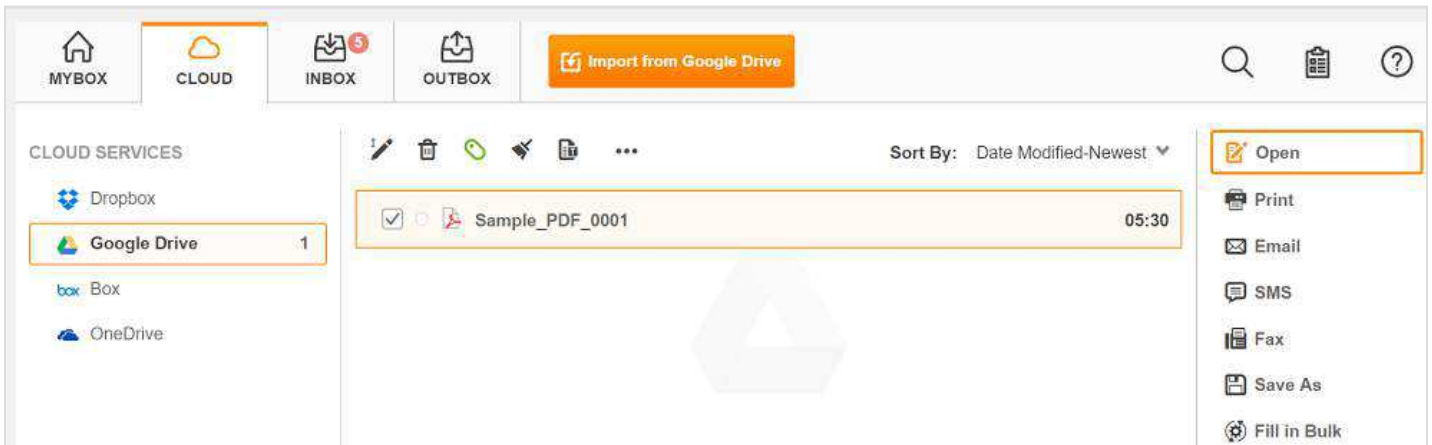 MYBOX
CLOUD
INBOX
5
OUTBOX
Import from Google Drive
CLOUD SERVICES
Dropbox
Google Drive 1
box Box
OneDrive
Sort By: Date Modified-Newest
Sample_PDF_0001 05:30
Open
Print
Email
SMS
Fax
Save As
Fill in Bulk